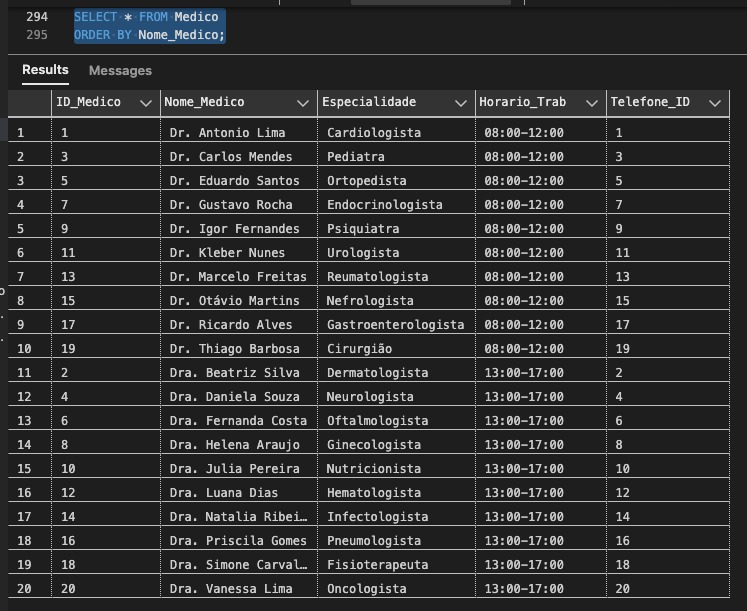 294 SELECT * FROM Medico
295 ORDER BY Nome_Medico;
Results Messages
ID_Medico Nome_Medico Especialidade Horario_Trab Telefone_ID
1 1 Dr. Antonio Lima Cardiologista 08:00-12:00 1
2 3 Dr. Carlos Mendes Pediatra 08:00-12:00 3
3 5 Dr. Eduardo Santos Ortopedista 08:00-12:00 5
4 7 Dr. Gustavo Rocha Endocrinologista 08:00-12:00 7
5 9 Dr. Igor Fernandes Psiquiatra 08:00-12:00 9
6 11 Dr. Kleber Nunes Urologista 08:00-12:00 11
7 13 Dr. Marcelo Freitas Reumatologista 08:00-12:00 13
8 15 Dr. Otávio Martins Nefrologista 08:00-12:00 15
9 17 Dr. Ricardo Alves Gastroenterologista 08:00-12:00 17
10 19 Dr. Thiago Barbosa Cirurgião 08:00-12:00 19
11 2 Dra. Beatriz Silva Dermatologista 13:00-17:00 2
12 4 Dra. Daniela Souza Neurologista 13:00-17:00 4
13 6 Dra. Fernanda Costa Oftalmologista 13:00-17:00 6
14 8 Dra. Helena Araujo Ginecologista 13:00-17:00 8
15 10 Dra. Julia Pereira Nutricionista 13:00-17:00 10
16 12 Dra. Luana Dias Hematologista 13:00-17:00 12
17 14 Dra. Natalia Ribei… Infectologista 13:00-17:00 14
18 16 Dra. Priscila Gomes Pneumologista 13:00-17:00 16
19 18 Dra. Simone Carval… Fisioterapeuta 13:00-17:00 18
20 20 Dra. Vanessa Lima Oncologista 13:00-17:00 20